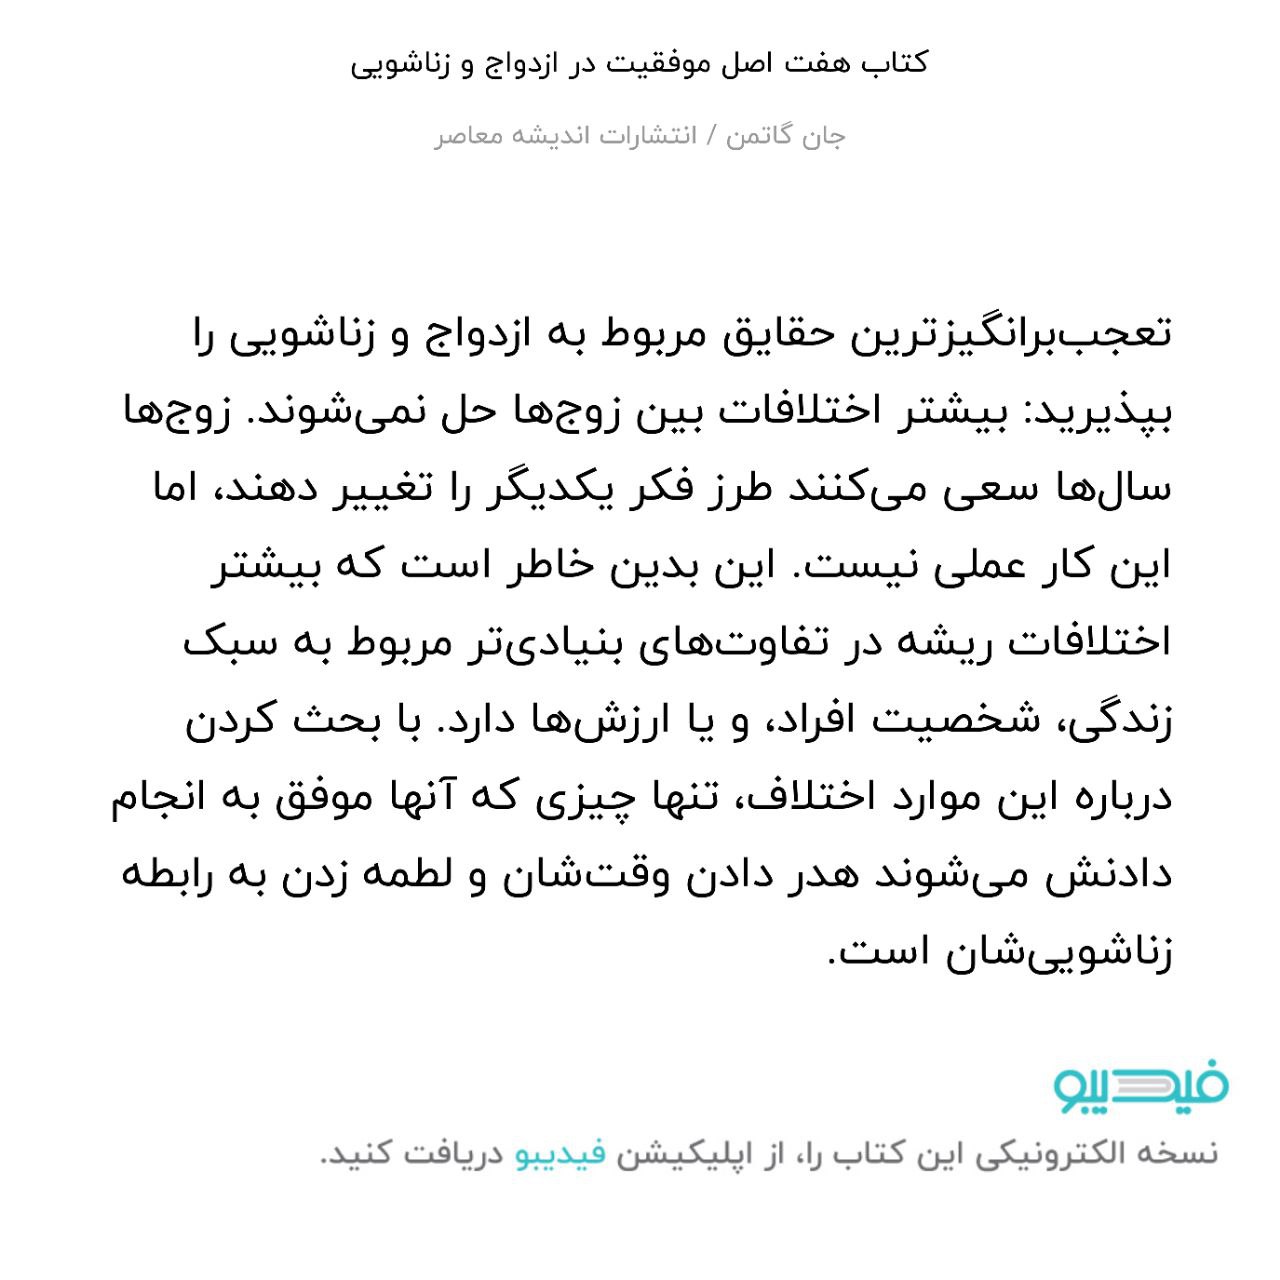 کتاب هفت اصل موفقیت در ازدواج و زناشویی
جان گاتمن / انتشارات اندیشه معاصر
تعجب‌برانگیزترین حقایق مربوط به ازدواج و زناشویی را
بپذیرید: بیشتر اختلافات بین زوج‌ها حل نمی‌شوند. زوج‌ها
سال‌ها سعی می‌کنند طرز فکر یکدیگر را تغییر دهند، اما
این کار عملی نیست. این بدین خاطر است که بیشتر
اختلافات ریشه در تفاوت‌های بنیادی‌تر مربوط به سبک
زندگی، شخصیت افراد، و یا ارزش‌ها دارد. با بحث کردن
درباره این موارد اختلاف، تنها چیزی که آنها موفق به انجام
دادنش می‌شوند هدر دادن وقت‌شان و لطمه زدن به رابطه
زناشویی‌شان است.
فیدیبو
نسخه الکترونیکی این کتاب را، از اپلیکیشن فیدیبو دریافت کنید.